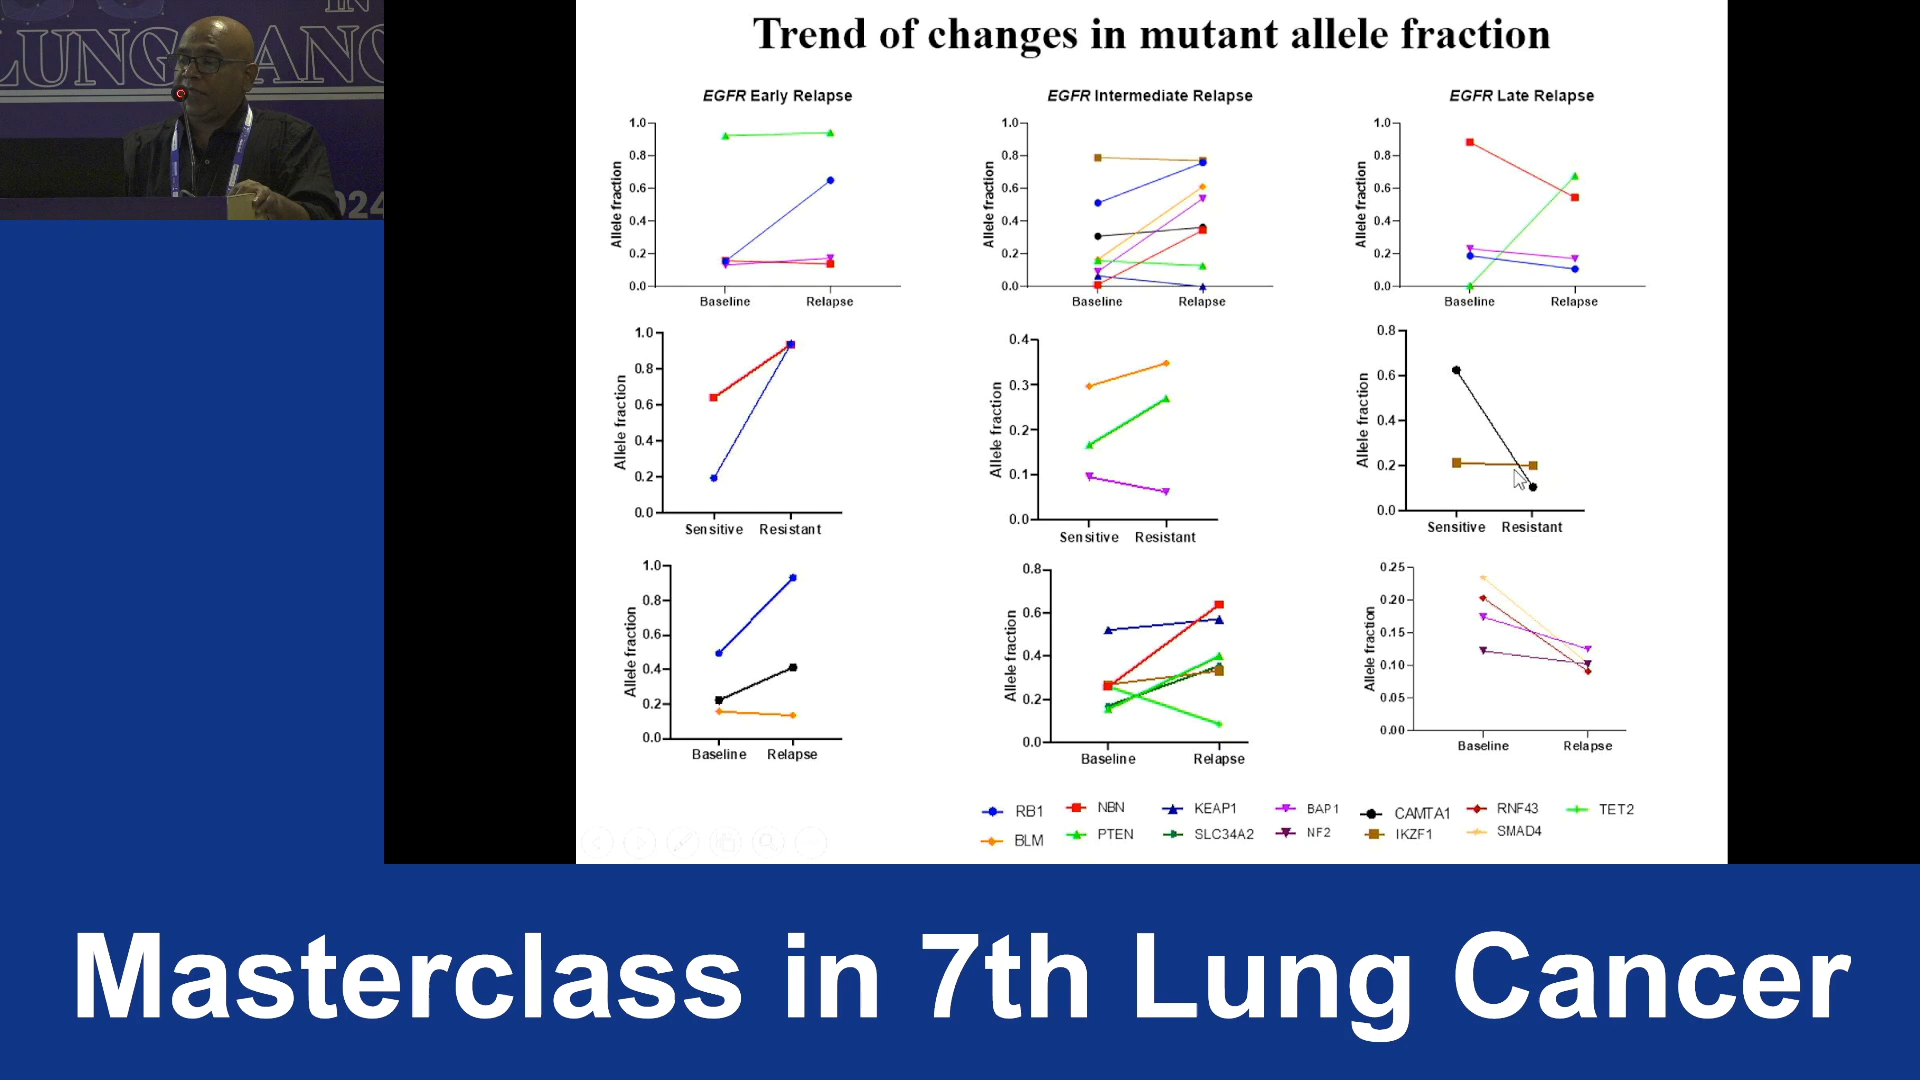 IN
LUNG CANC
024
Trend of changes in mutant allele fraction
EGFR Early Relapse
EGFR Intermediate Relapse
EGFR Late Relapse
Allele fraction
1.0
0.8
0.6
0.4
0.2
0.0
Baseline
Relapse
Allele fraction
1.0
0.8
0.6
0.4
0.2
0.0
Baseline
Relapse
Allele fraction
1.0
0.8
0.6
0.4
0.2
0.0
Baseline
Relapse
Allele fraction
1.0
0.8
0.6
0.4
0.2
0.0
Sensitive
Resistant
Allele fraction
0.4
0.3
0.2
0.1
0.0
Sensitive
Resistant
Allele fraction
0.8
0.6
0.4
0.2
0.0
Sensitive
Resistant
Allele fraction
1.0
0.8
0.6
0.4
0.2
0.0
Baseline
Relapse
Allele fraction
0.8
0.6
0.4
0.2
0.0
Baseline
Relapse
Allele fraction
0.25
0.20
0.15
0.10
0.05
0.00
Baseline
Relapse
RB1
NBN
KEAP1
BAP1
CAMTA1
RNF43
TET2
BLM
PTEN
SLC34A2
NF2
IKZF1
SMAD4
Masterclass in 7th Lung Cancer